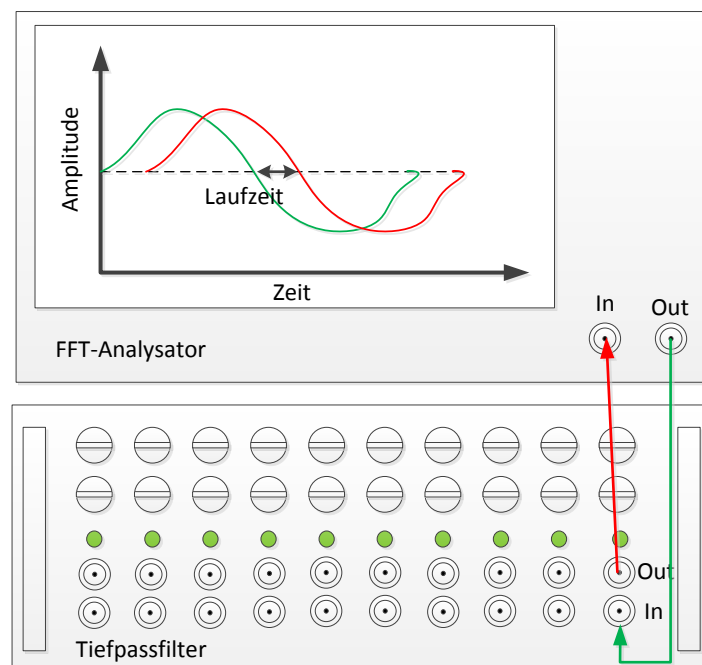 Amplitude
Laufzeit
Zeit
In
Out
FFT-Analysator
Out
In
Tiefpassfilter